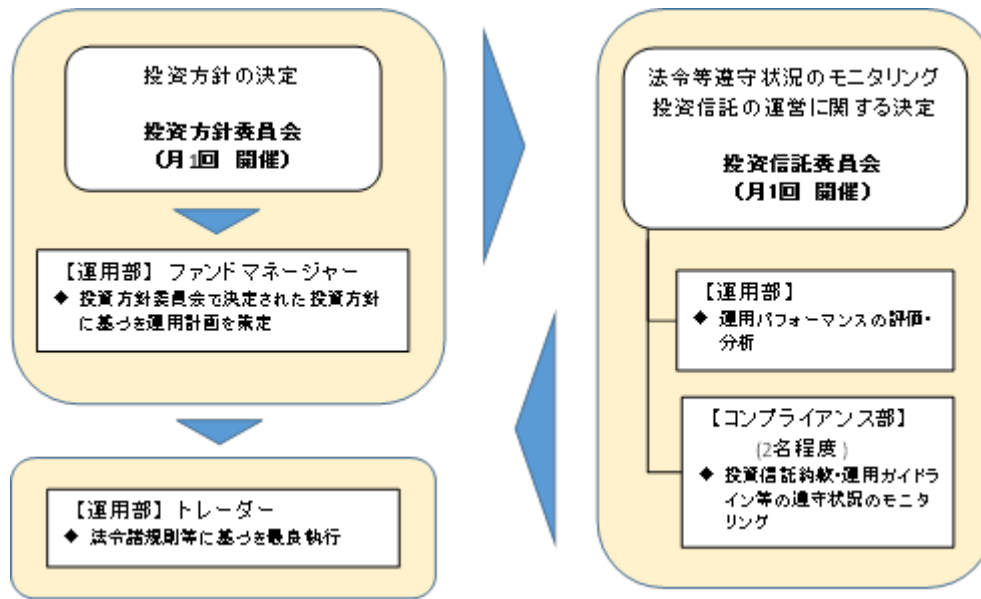 投資方針の決定
投資方針委員会
（月1回 開催）
【運用部】ファンドマネージャー
◆ 投資方針委員会で決定された投資方針
に基づき運用計画を策定
【運用部】トレーダー
◆ 法令諸規則等に基づき最良執行
法令等遵守状況のモニタリング
投資信託の運営に関する決定
投資信託委員会
（月1回 開催）
【運用部】
◆ 運用パフォーマンスの評価・
分析
【コンプライアンス部】
(2名程度)
◆ 投資信託約款・運用ガイドラ
イン等の遵守状況のモニタ
リング